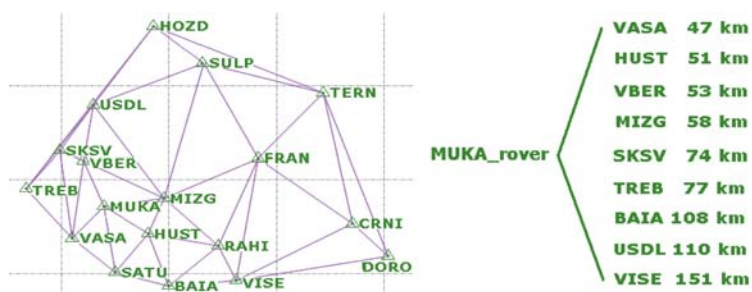 HOZD
SULP
TERN
USDL
SKSV
VBER
FRAN
TREB
MUKA
MIZG
CRNI
VASA
HUST
RAHI
DORO
SATU
BAIA
VISE
MUKA_rover
VASA 47 km
HUST 51 km
VBER 53 km
MIZG 58 km
SKSV 74 km
TREB 77 km
BAIA 108 km
USDL 110 km
VISE 151 km